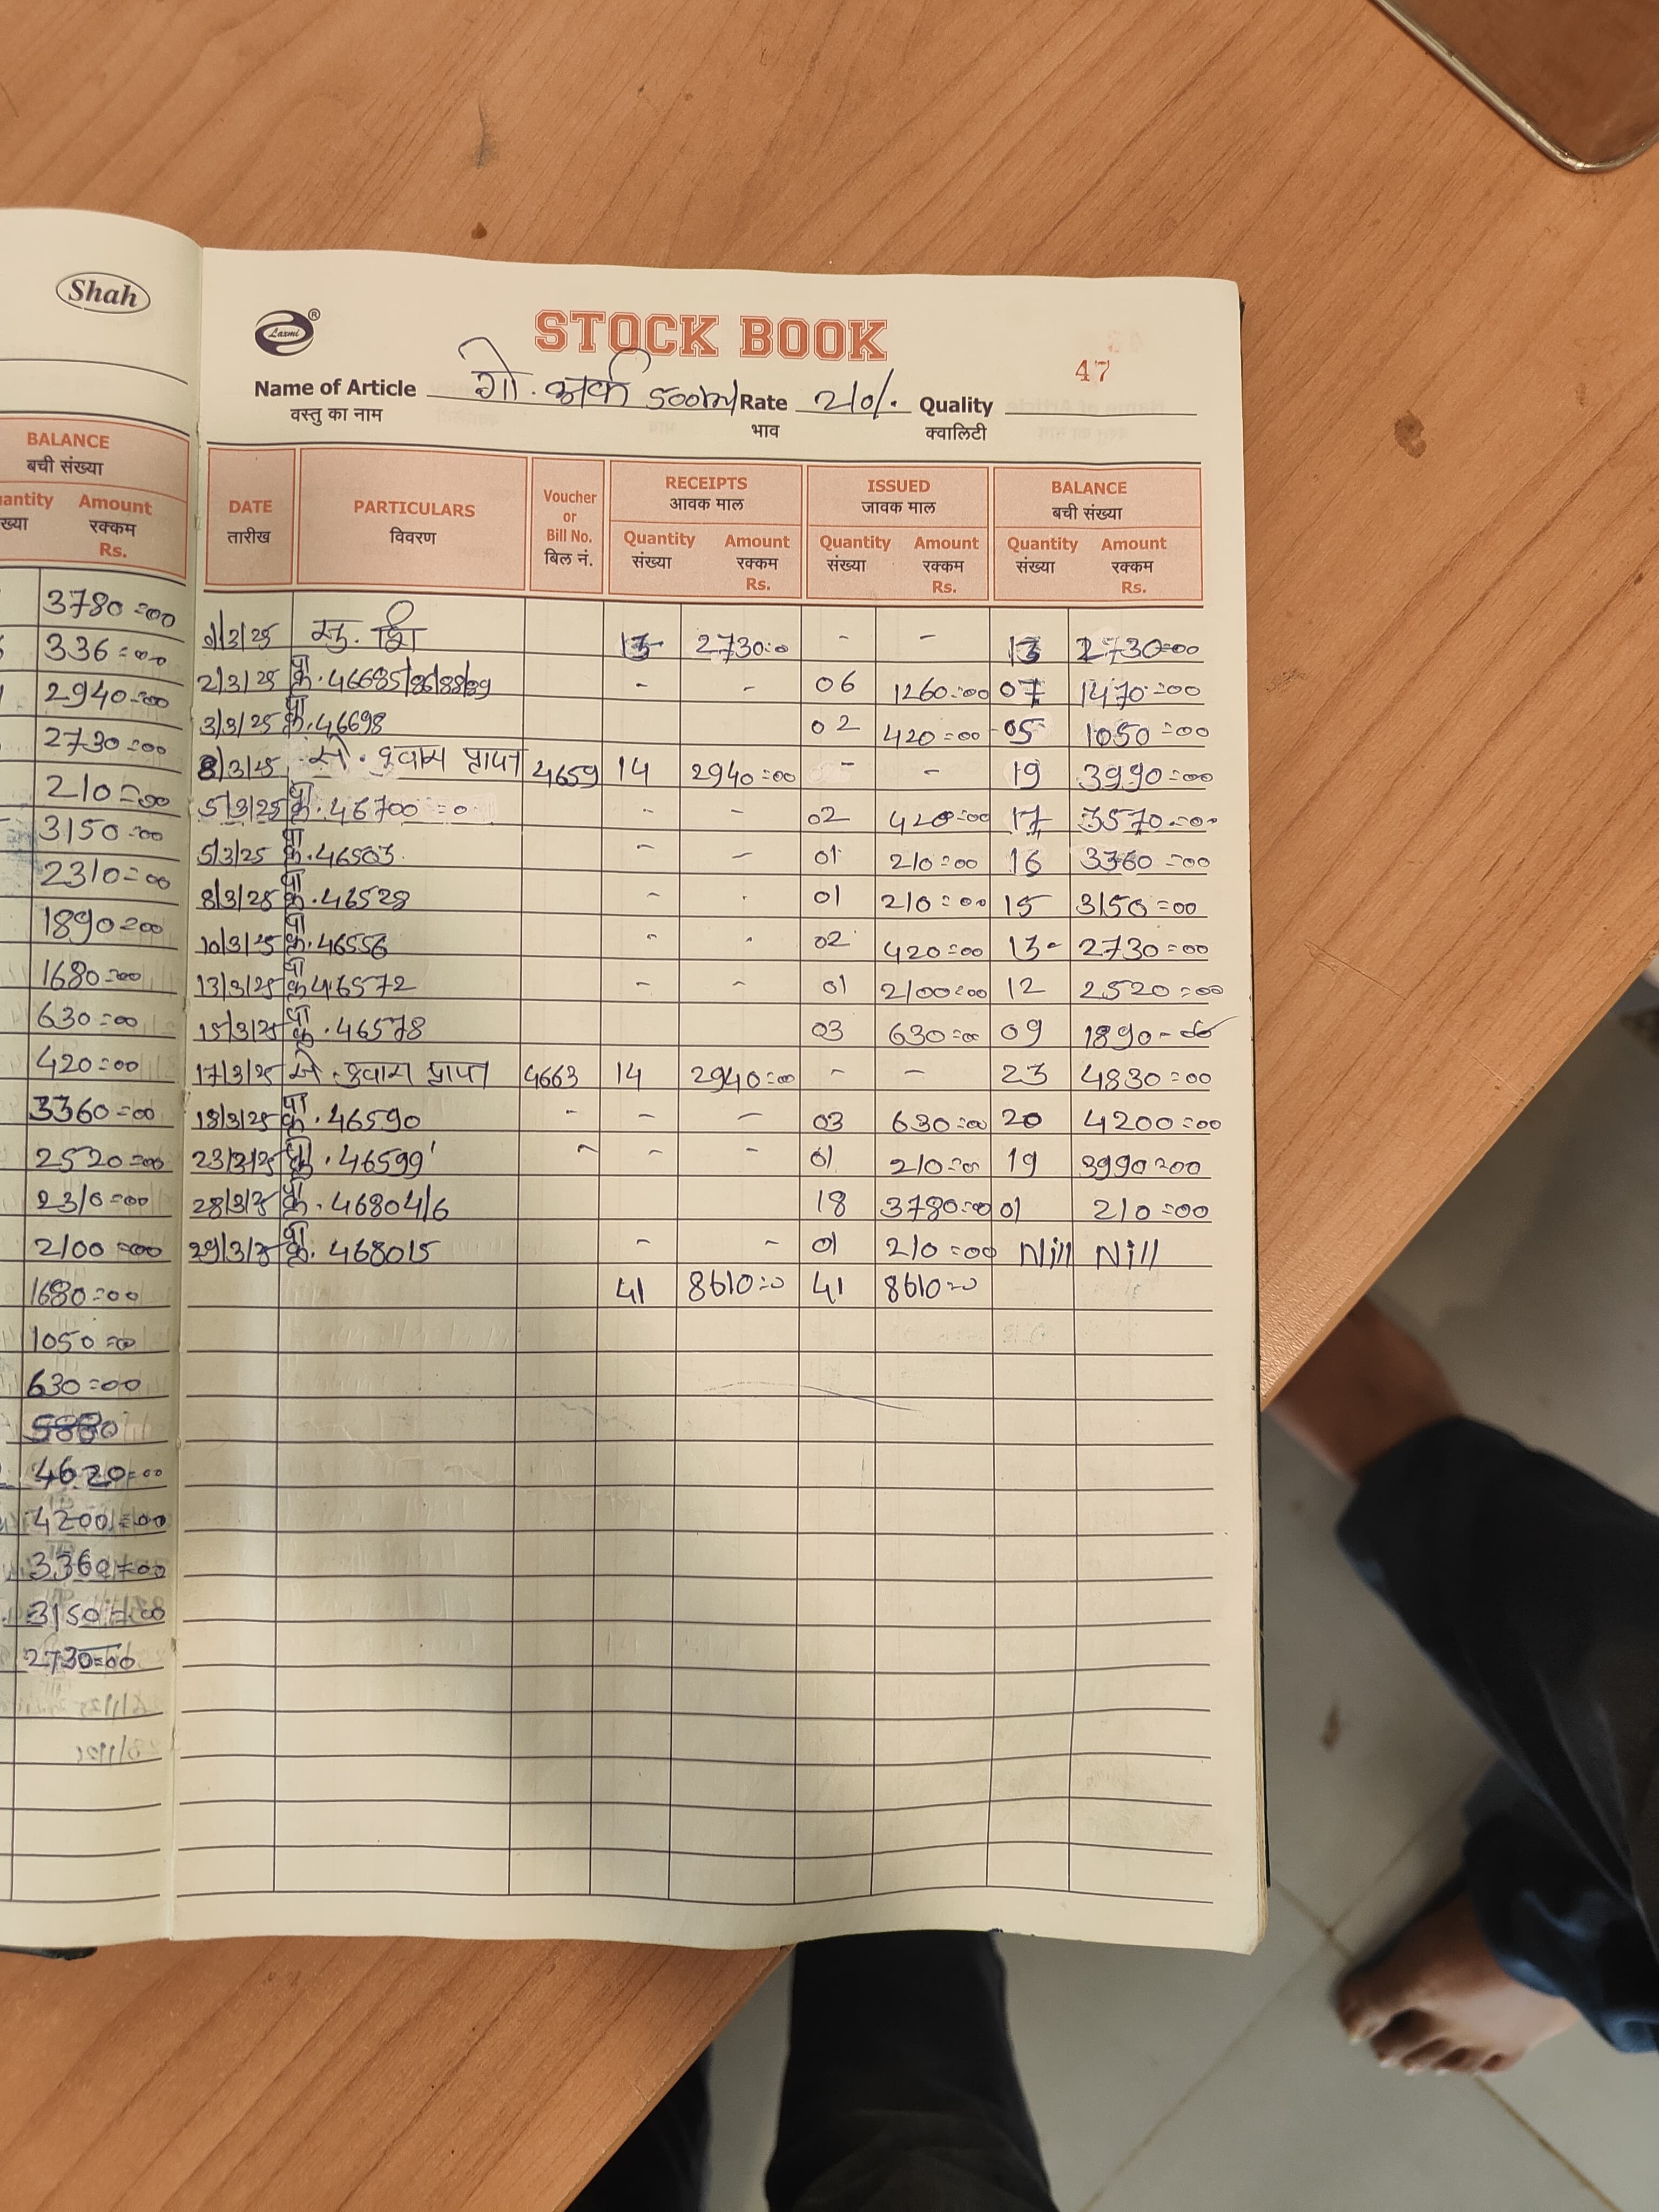 Shah
BALANCE
बची संख्या
Amount
रक्कम
Rs.
3780=00
336=00
2940=00
2730=00
210=00
3150=00
2310=00
1890=00
1680=00
630=00
420=00
3360=00
2520=00
2310=00
2100=00
1680=00
1050=00
630=00
4620=00
4200=00
3360=00
3150=00
2730=00
Laxmi ®
STOCK BOOK
47
Name of Article गो. अर्क 500ml Rate 210/. Quality
वस्तु का नाम भाव क्वालिटी
DATE तारीख PARTICULARS विवरण Voucher or Bill No. बिल नं. RECEIPTS आवक माल ISSUED जावक माल BALANCE बची संख्या
Quantity संख्या Amount रक्कम Rs. Quantity संख्या Amount रक्कम Rs. Quantity संख्या Amount रक्कम Rs.
1/3/25 सु. शि 13 2730=0 - - 13 2730=00
2/3/25 पा क्र. 46685/86/88/89 - - 06 1260=00 07 1470=00
3/3/25 पा क्र. 46698 02 420=00 05 1050=00
/3/25 प्राप्त 4659 14 2940=00 - - 19 3990=00
5/3/25 पा क्र. 46700 - - 02 420=00 17 3570=00
5/3/25 पा क्र. 46503 - - 01 210=00 16 3360=00
8/3/25 पा क्र. 46528 - . 01 210=00 15 3150=00
10/3/25 पा क्र. 46556 - - 02 420=00 13- 2730=00
13/3/25 पा क्र 46572 - - 01 2100=00 12 2520=00
15/3/25 पा क्र. 46578 03 630=00 09 1890-00
17/3/25 प्राप्त 4663 14 2940=00 - - 23 4830=00
18/3/25 पा क्र. 46590 - - - 03 630=00 20 4200=00
23/3/25 पा क्र. 46599 - - - 01 210=0 19 3990=00
28/3/25 पा क्र. 46804/6 18 3780=00 01 210=00
29/3/25 पा क्र. 468015 - - 01 210=00 Nill Nill
41 8610=0 41 8610=0